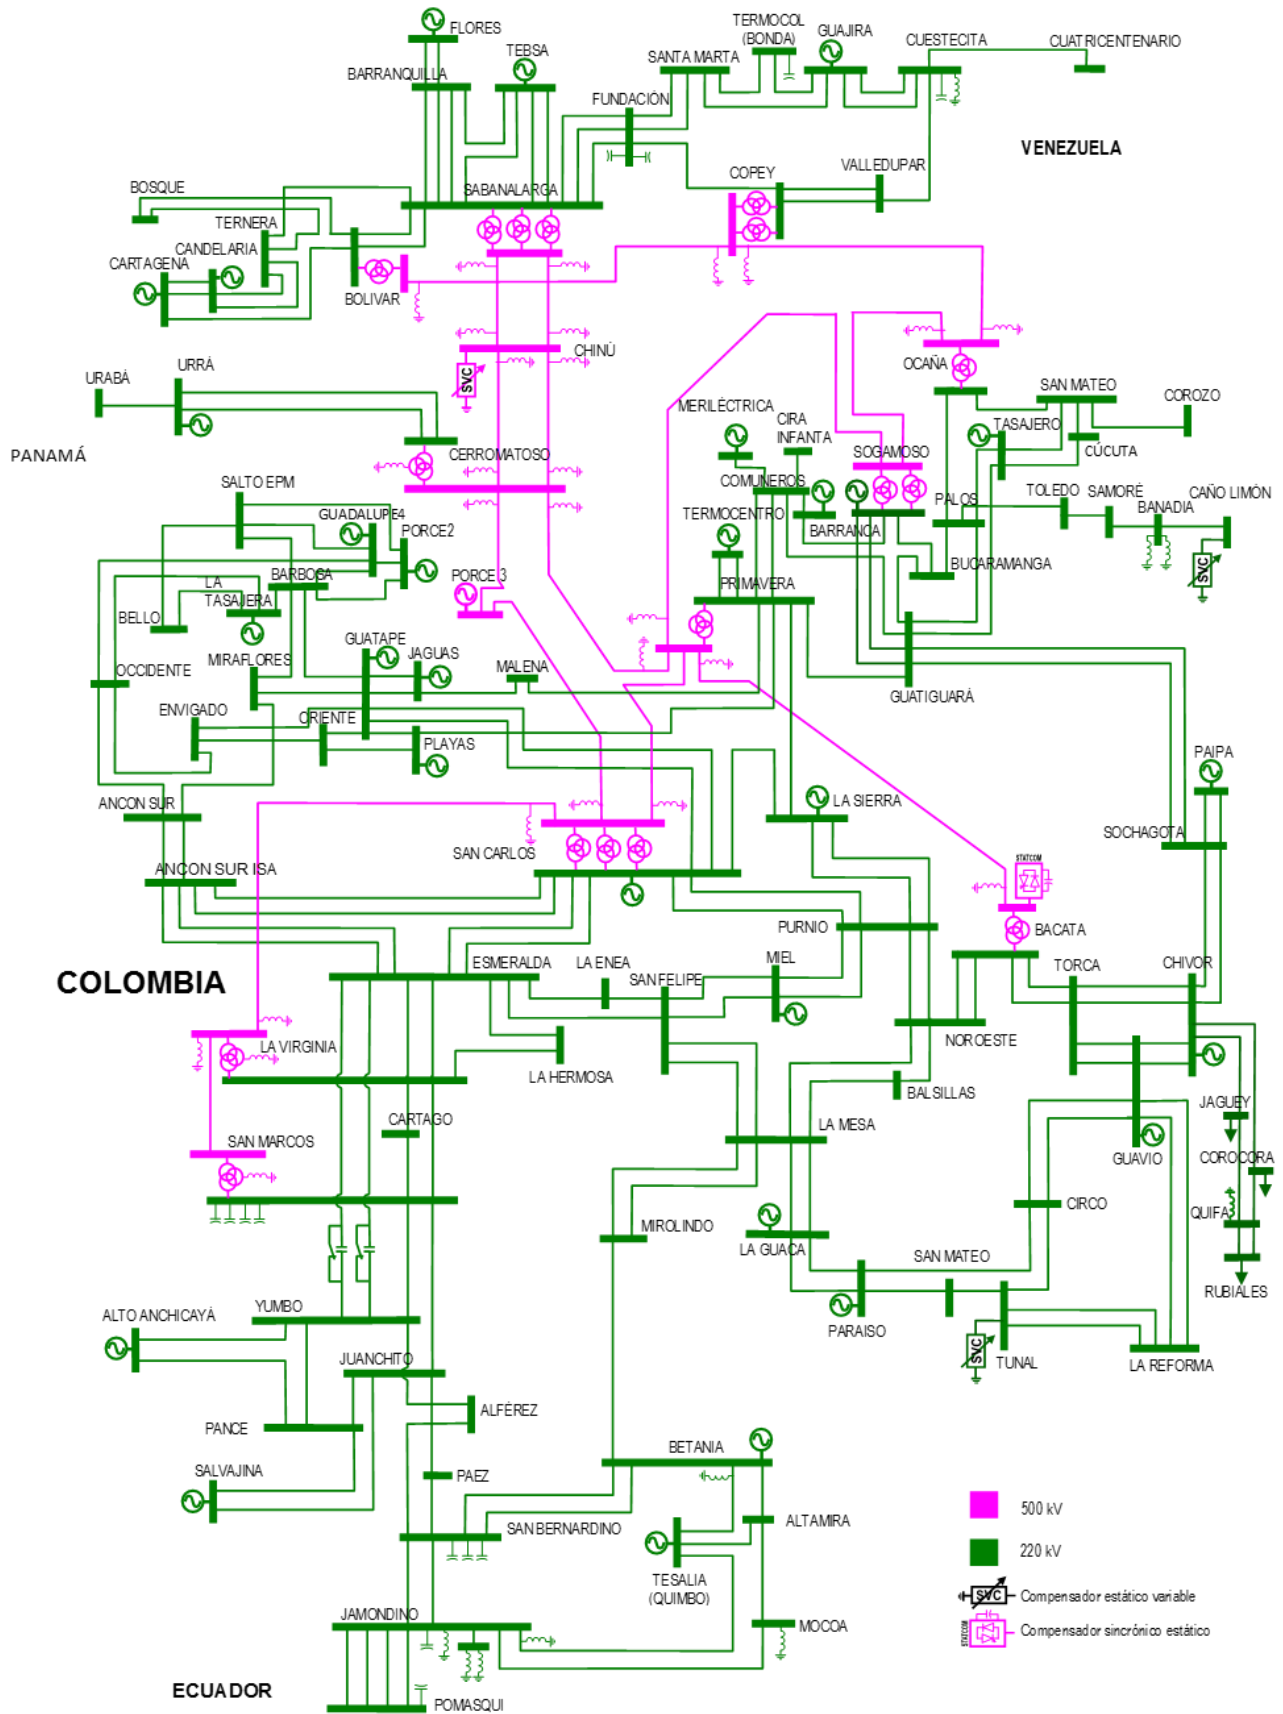 FLORES
TERMOCOL
(BONDA)
GUAJIRA
CUESTECITA
CUATRICENTENARIO
TEBSA
SANTA MARTA
BARRANQUILLA
FUNDACIÓN
VENEZUELA
VALLEDUPAR
COPEY
BOSQUE
SABANALARGA
TERNERA
CANDELARIA
CARTAGENA
BOLIVAR
CHINÚ
SVC
OCAÑA
URRÁ
URABÁ
SAN MATEO
COROZO
MERILÉCTRICA
CIRA
INFANTA
TASAJERO
CÚCUTA
PANAMÁ
CERROMATOSO
SOGAMOSO
COMUNEROS
SALTO EPM
PALOS
TOLEDO
SAMORÉ
BANADIA
CAÑO LIMÓN
GUADALUPE4
PORCE2
TERMOCENTRO
BARRANCA
SVC
BUCARAMANGA
LA
TASAJERA
BARBOSA
PORCE 3
PRIMAVERA
BELLO
GUATAPE
JAGUAS
MIRAFLORES
MALENA
OCCIDENTE
GUATIGUARÁ
ENVIGADO
ORIENTE
PLAYAS
PAIPA
ANCON SUR
LA SIERRA
SOCHAGOTA
SAN CARLOS
STATCOM
ANCON SUR ISA
PURNIO
BACATA
ESMERALDA
LA ENEA
SAN FELIPE
MIEL
TORCA
CHIVOR
COLOMBIA
LA VIRGINIA
NOROESTE
LA HERMOSA
BALSILLAS
JAGUEY
CARTAGO
LA MESA
SAN MARCOS
GUAVIO
COROCORA
CIRCO
QUIFA
MIROLINDO
LA GUACA
SAN MATEO
RUBIALES
YUMBO
ALTO ANCHICAYÁ
PARAISO
SVC
TUNAL
LA REFORMA
JUANCHITO
ALFÉREZ
PANCE
BETANIA
SALVAJINA
PAEZ
500 kV
SAN BERNARDINO
ALTAMIRA
220 kV
TESALIA
(QUIMBO)
SVC
Compensador estático variable
JAMONDINO
MOCOA
STATCOM
Compensador sincrónico estático
ECUADOR
POMASQUI